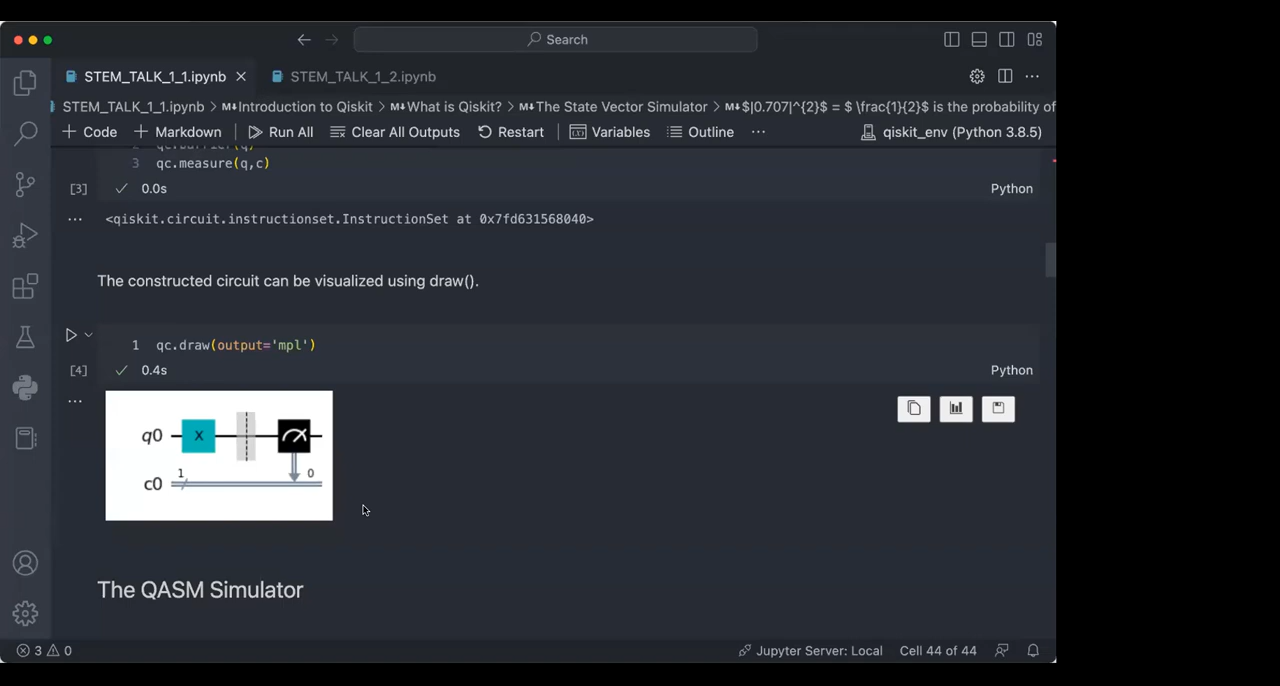 Search
STEM_TALK_1_1.ipynb
STEM_TALK_1_2.ipynb
STEM_TALK_1_1.ipynb > M↓Introduction to Qiskit > M↓What is Qiskit? > M↓The State Vector Simulator > M↓$|0.707|^{2}$ = $ \frac{1}{2}$ is the probability of
Code Markdown Run All Clear All Outputs Restart Variables Outline ... qiskit_env (Python 3.8.5)
2 qc.barrier(q)
3 qc.measure(q,c)
[3] 0.0s Python
<qiskit.circuit.instructionset.InstructionSet at 0x7fd631568040>
The constructed circuit can be visualized using draw().
1 qc.draw(output='mpl')
[4] 0.4s Python
q0 X
1 0
c0
The QASM Simulator
3 0 Jupyter Server: Local Cell 44 of 44